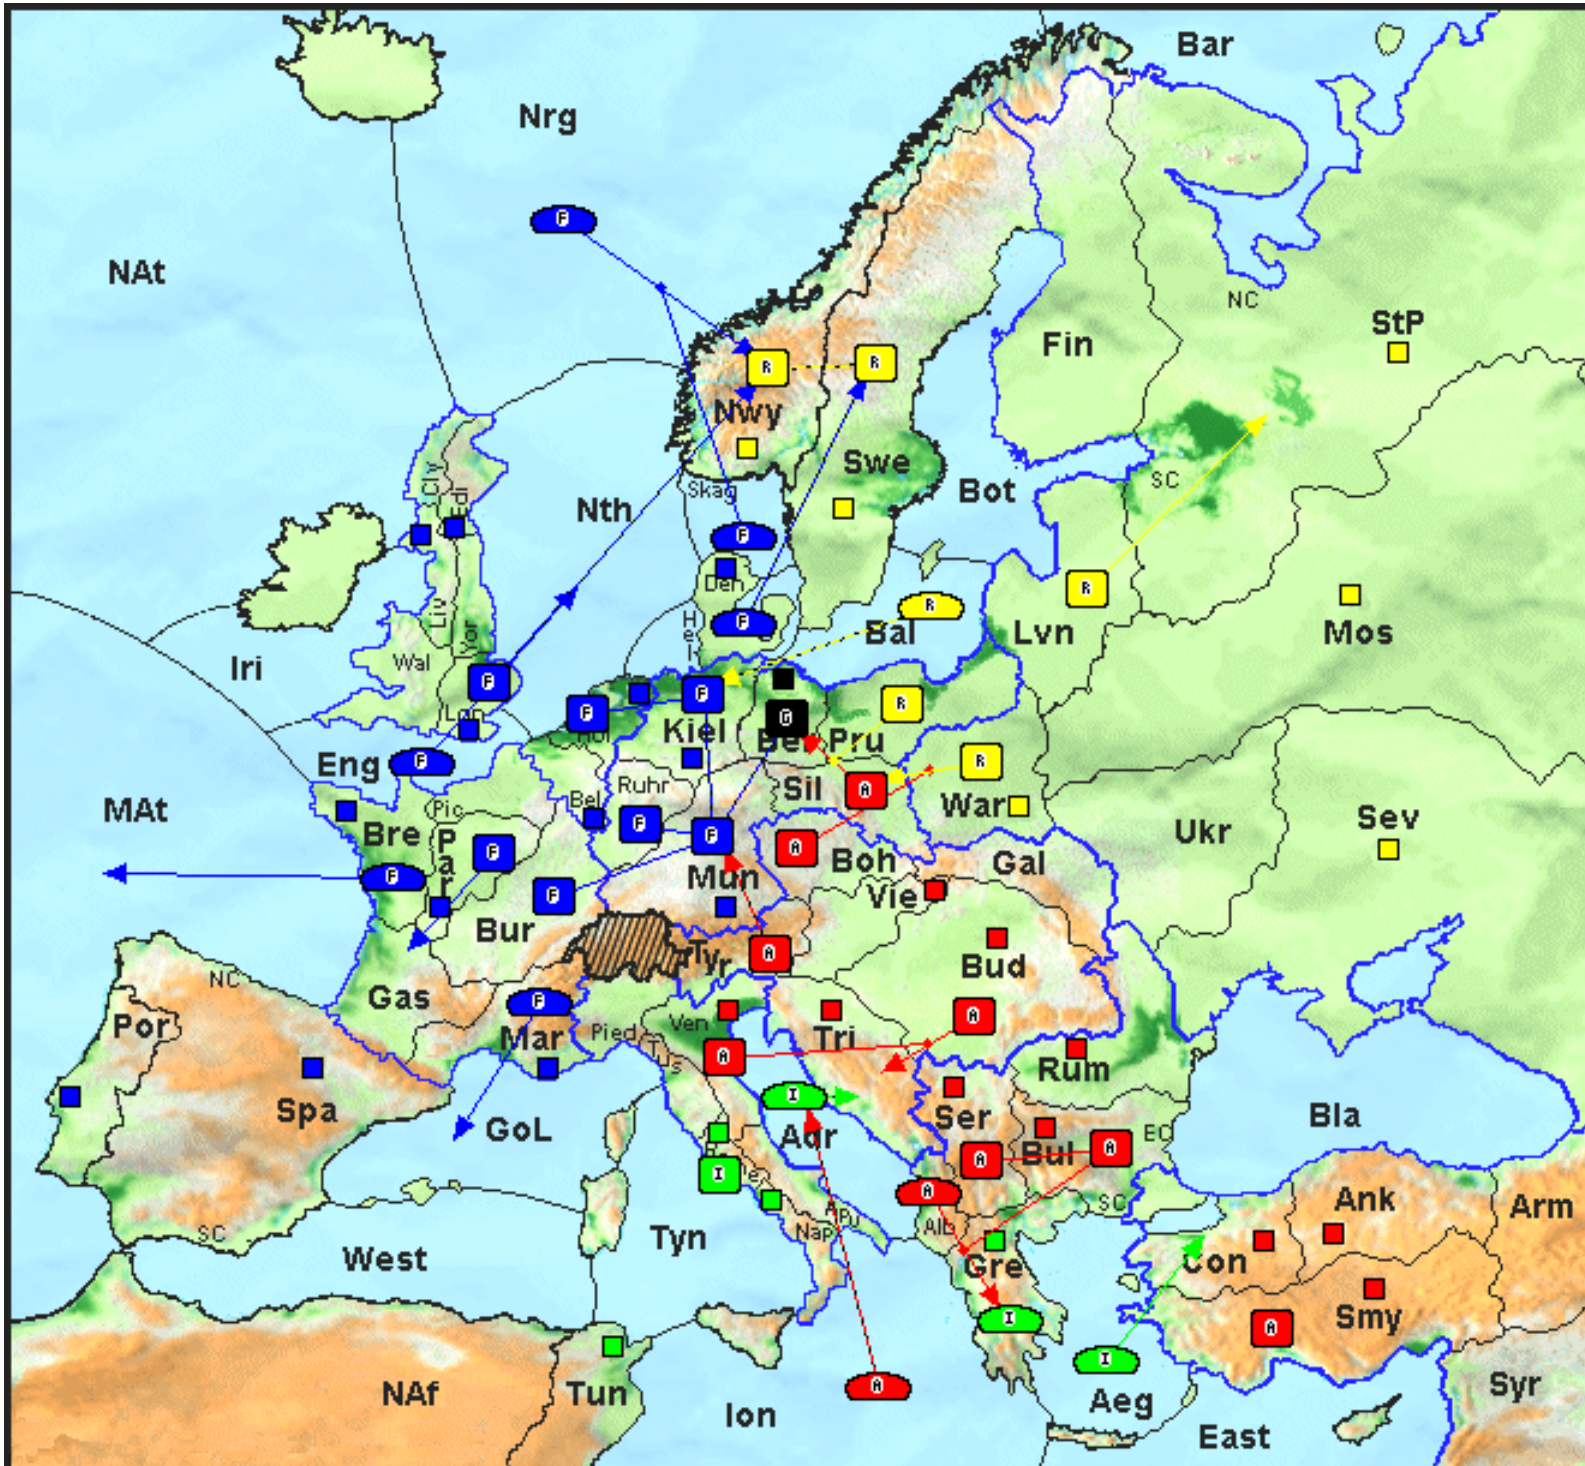 Bar
Nrg
NAt
NC
StP
Fin
R
R
F
Nwy
Swe
Skag
SC
Bot
Nth
Cly
Edi
F
Den
Hel
F
R
Bal
R
Lvn
Mos
Liv
Yor
Wal
Iri
F
Lon
F
Hol
F
Kiel
G
Ber
R
Pru
Eng
F
R
War
Sil
A
Ruhr
Bel
Pic
MAt
Bre
Par
F
F
F
A
Boh
Gal
Ukr
Sev
F
F
Mun
Vie
Bur
Tyr
A
Bud
NC
Gas
F
Mar
Pied
Ven
Tus
A
Tri
A
Rum
Por
Spa
GoL
I
Adr
Ser
Bul
EC
Bla
A
A
A
I
SC
SC
Alb
Apu
Nap
Ank
Arm
Tyn
West
Gre
Con
I
A
Smy
I
A
NAf
Tun
Ion
Aeg
East
Syr